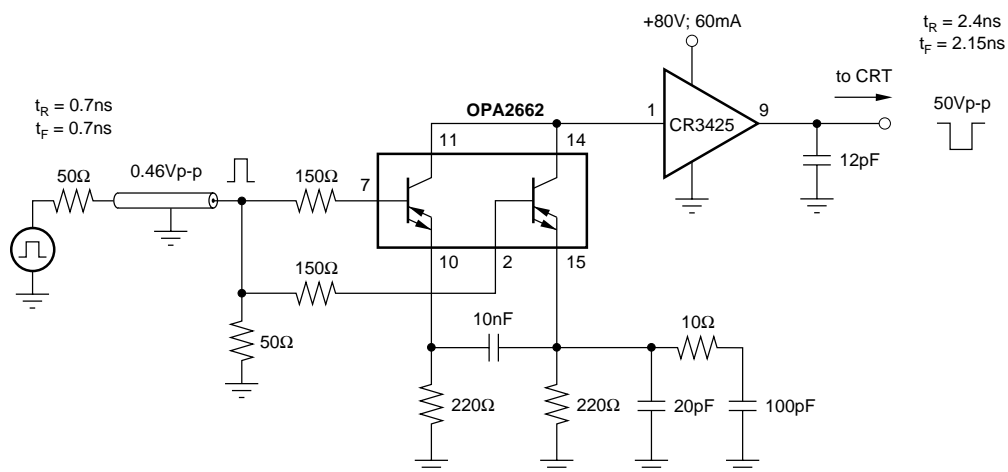 +80V; 60mA
tR = 2.4ns
tF = 2.15ns
to CRT
50Vp-p
tR = 0.7ns
tF = 0.7ns
OPA2662
1
CR3425
9
11
14
12pF
50Ω
0.46Vp-p
150Ω
7
10
2
15
150Ω
50Ω
10nF
10Ω
220Ω
220Ω
20pF
100pF